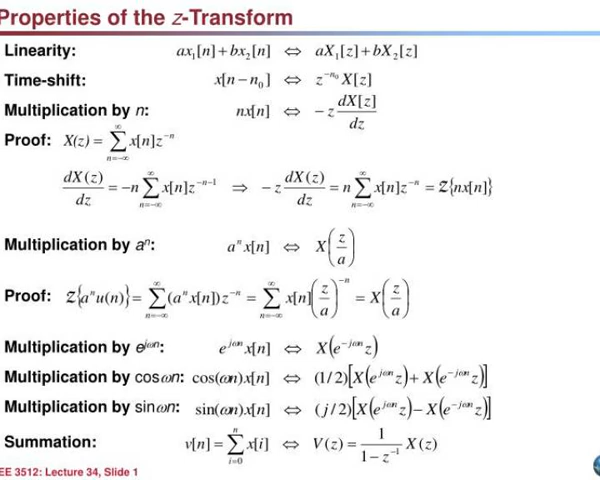 Properties of the z-Transform
Linearity: ax₁[n]+bx₂[n] ⇔ aX₁[z]+bX₂[z]
Time-shift: x[n−n₀] ⇔ z^{−n₀}X[z]
Multiplication by n: nx[n] ⇔ −z dX[z]/dz
Proof: X(z) = ∑_{n=−∞}^{∞} x[n]z^{−n}
dX(z)/dz = −n ∑_{n=−∞}^{∞} x[n]z^{−n−1} ⇒ −z dX(z)/dz = n ∑_{n=−∞}^{∞} x[n]z^{−n} = Z{nx[n]}
Multiplication by aⁿ: aⁿx[n] ⇔ X(z/a)
Proof: Z{aⁿu(n)} = ∑_{n=−∞}^{∞} (aⁿx[n])z^{−n} = ∑_{n=−∞}^{∞} x[n](z/a)^{−n} = X(z/a)
Multiplication by e^{jωn}: e^{jωn}x[n] ⇔ X(e^{−jωn}z)
Multiplication by cosωn: cos(ωn)x[n] ⇔ (1/2)[X(e^{jωn}z)+X(e^{−jωn}z)]
Multiplication by sinωn: sin(ωn)x[n] ⇔ (j/2)[X(e^{jωn}z)−X(e^{−jωn}z)]
Summation: v[n] = ∑_{i=0}^{n} x[i] ⇔ V(z) = 1/(1−z^{−1}) X(z)
EE 3512: Lecture 34, Slide 1